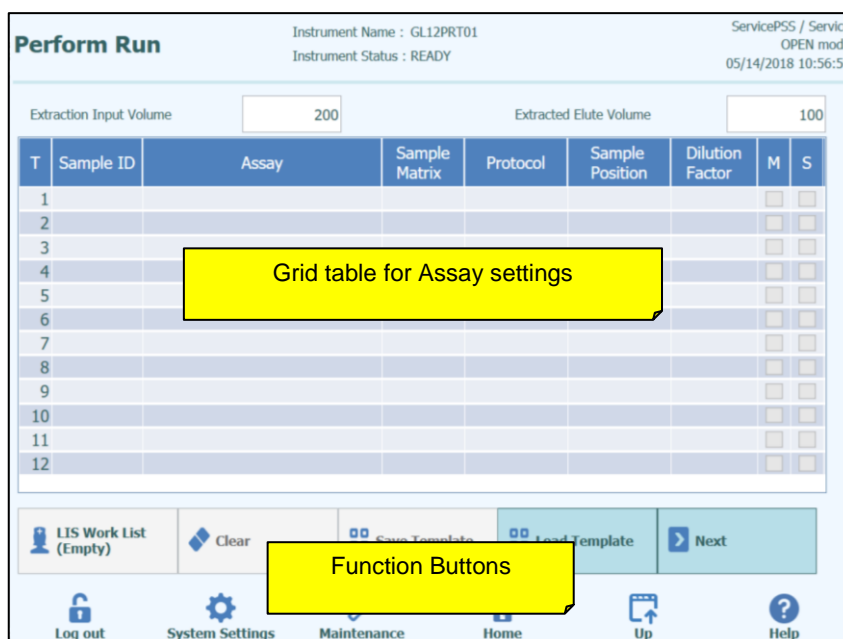 Perform Run
Instrument Name : GL12PRT01
Instrument Status : READY
ServicePSS / Servic
OPEN mod
05/14/2018 10:56:5
Extraction Input Volume 200 Extracted Elute Volume 100
T Sample ID Assay Sample Matrix Protocol Sample Position Dilution Factor M S
1
2
3
4
5
6
7
8
9
10
11
12
Grid table for Assay settings
LIS Work List (Empty) Clear Save Template Load Template Next
Function Buttons
Log out System Settings Maintenance Home Up Help